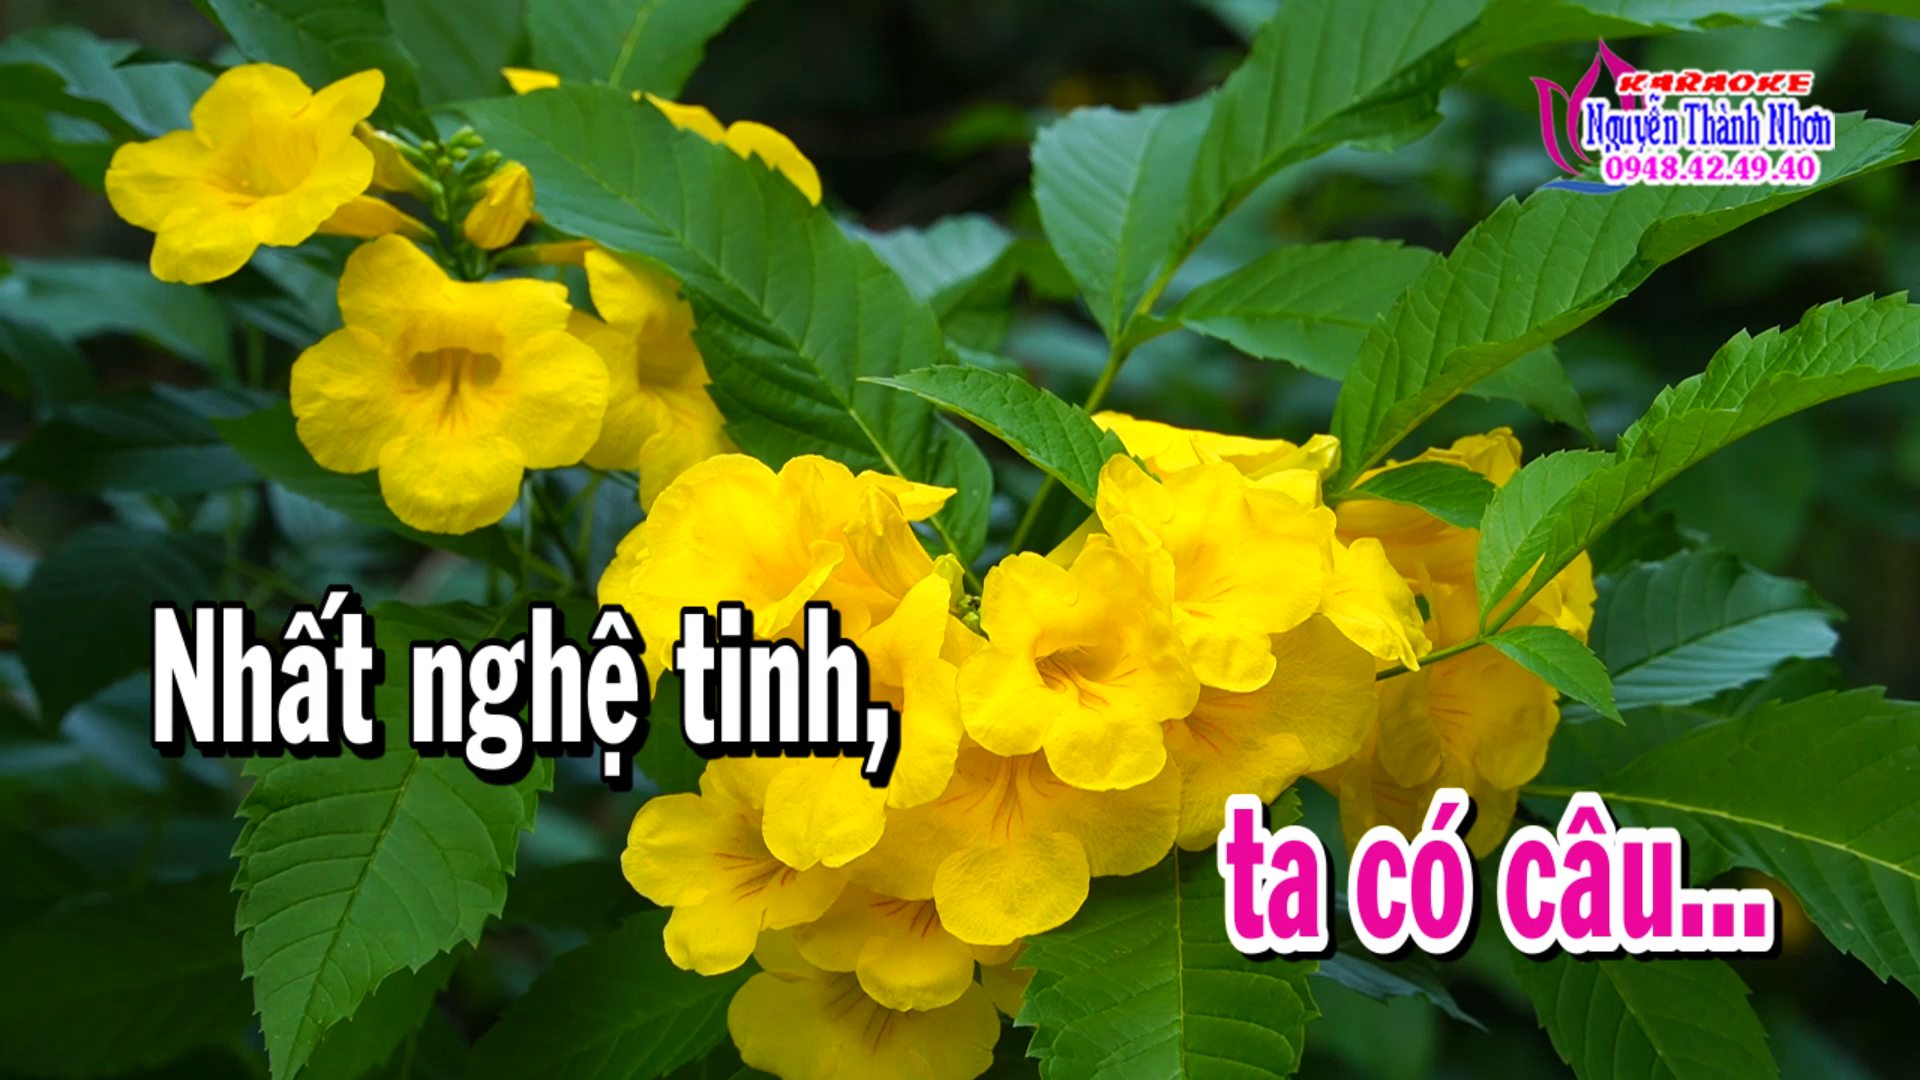 KARAOKE
Nguyễn Thành Nhơn
0948.42.49.40
Nhất nghệ tinh,
ta có câu...